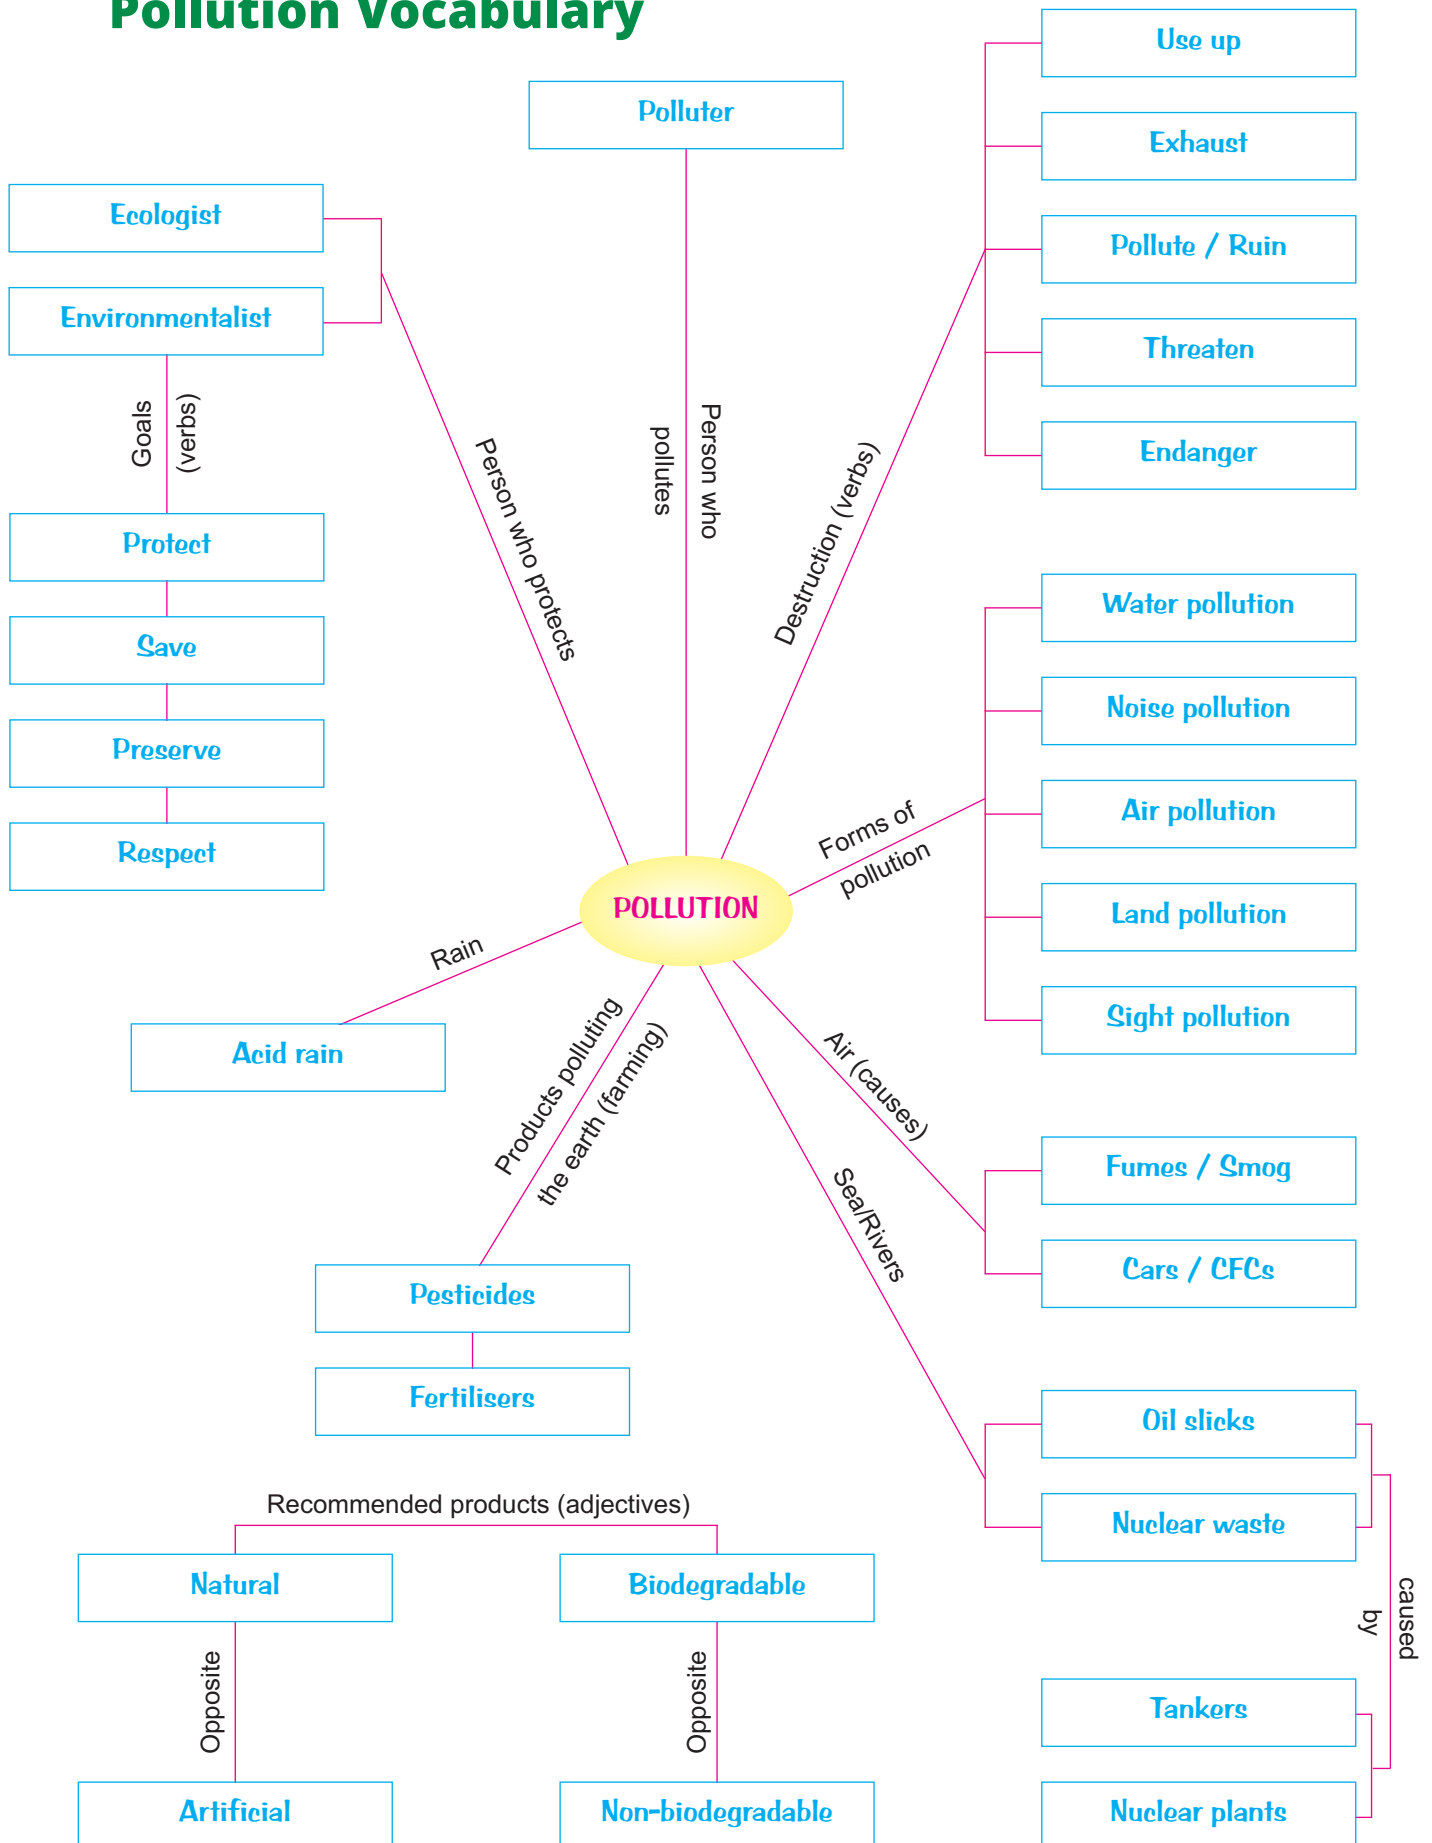 Pollution Vocabulary
Polluter
Person who
pollutes
Ecologist
Environmentalist
Person who protects
Goals
(verbs)
Protect
Save
Preserve
Respect
Destruction (verbs)
Use up
Exhaust
Pollute / Ruin
Threaten
Endanger
Forms of
pollution
Water pollution
Noise pollution
Air pollution
Land pollution
Sight pollution
POLLUTION
Rain
Acid rain
Products polluting
the earth (farming)
Pesticides
Fertilisers
Air (causes)
Fumes / Smog
Cars / CFCs
Sea/Rivers
Oil slicks
Nuclear waste
caused
by
Tankers
Nuclear plants
Recommended products (adjectives)
Natural
Biodegradable
Opposite
Opposite
Artificial
Non-biodegradable